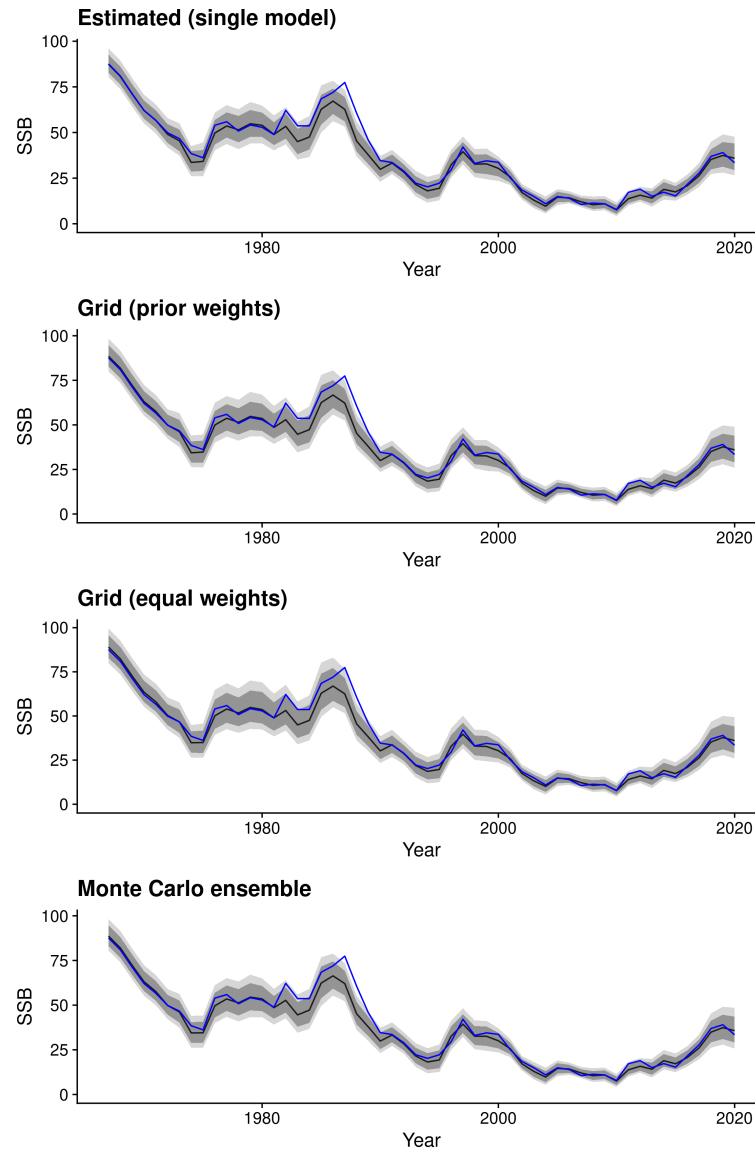 Estimated (single model)
100
75
50
25
0
SSB
1980
2000
2020
Year
Grid (prior weights)
100
75
50
25
0
SSB
1980
2000
2020
Year
Grid (equal weights)
100
75
50
25
0
SSB
1980
2000
2020
Year
Monte Carlo ensemble
100
75
50
25
0
SSB
1980
2000
2020
Year